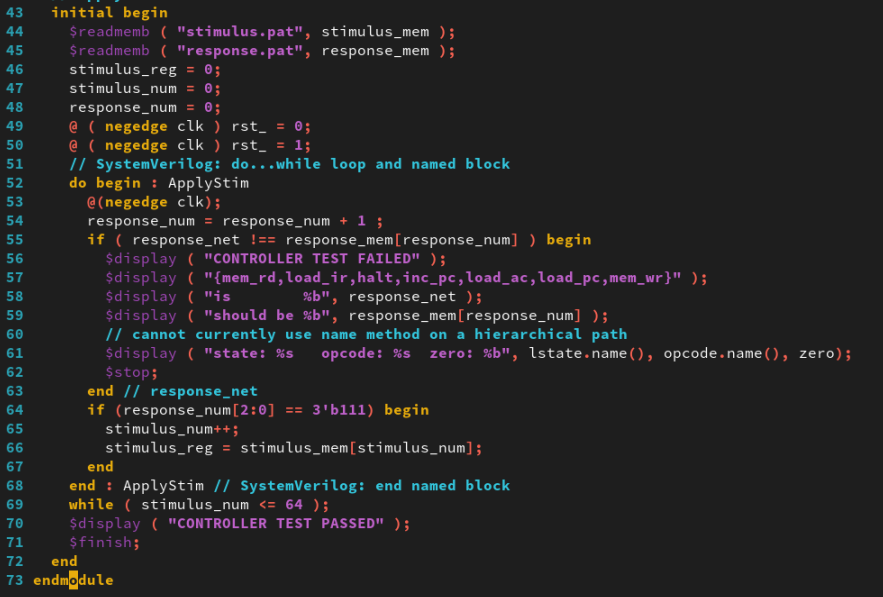 43   initial begin
44     $readmemb ( "stimulus.pat", stimulus_mem );
45     $readmemb ( "response.pat", response_mem );
46     stimulus_reg = 0;
47     stimulus_num = 0;
48     response_num = 0;
49     @ ( negedge clk ) rst_ = 0;
50     @ ( negedge clk ) rst_ = 1;
51     // SystemVerilog: do...while loop and named block
52     do begin : ApplyStim
53       @(negedge clk);
54       response_num = response_num + 1 ;
55       if ( response_net !== response_mem[response_num] ) begin
56         $display ( "CONTROLLER TEST FAILED" );
57         $display ( "{mem_rd,load_ir,halt,inc_pc,load_ac,load_pc,mem_wr}" );
58         $display ( "is        %b", response_net );
59         $display ( "should be %b", response_mem[response_num] );
60         // cannot currently use name method on a hierarchical path
61         $display ( "state: %s   opcode: %s  zero: %b", lstate.name(), opcode.name(), zero);
62         $stop;
63       end // response_net
64       if (response_num[2:0] == 3'b111) begin
65         stimulus_num++;
66         stimulus_reg = stimulus_mem[stimulus_num];
67       end
68     end : ApplyStim // SystemVerilog: end named block
69     while ( stimulus_num <= 64 );
70     $display ( "CONTROLLER TEST PASSED" );
71     $finish;
72   end
73 endmodule